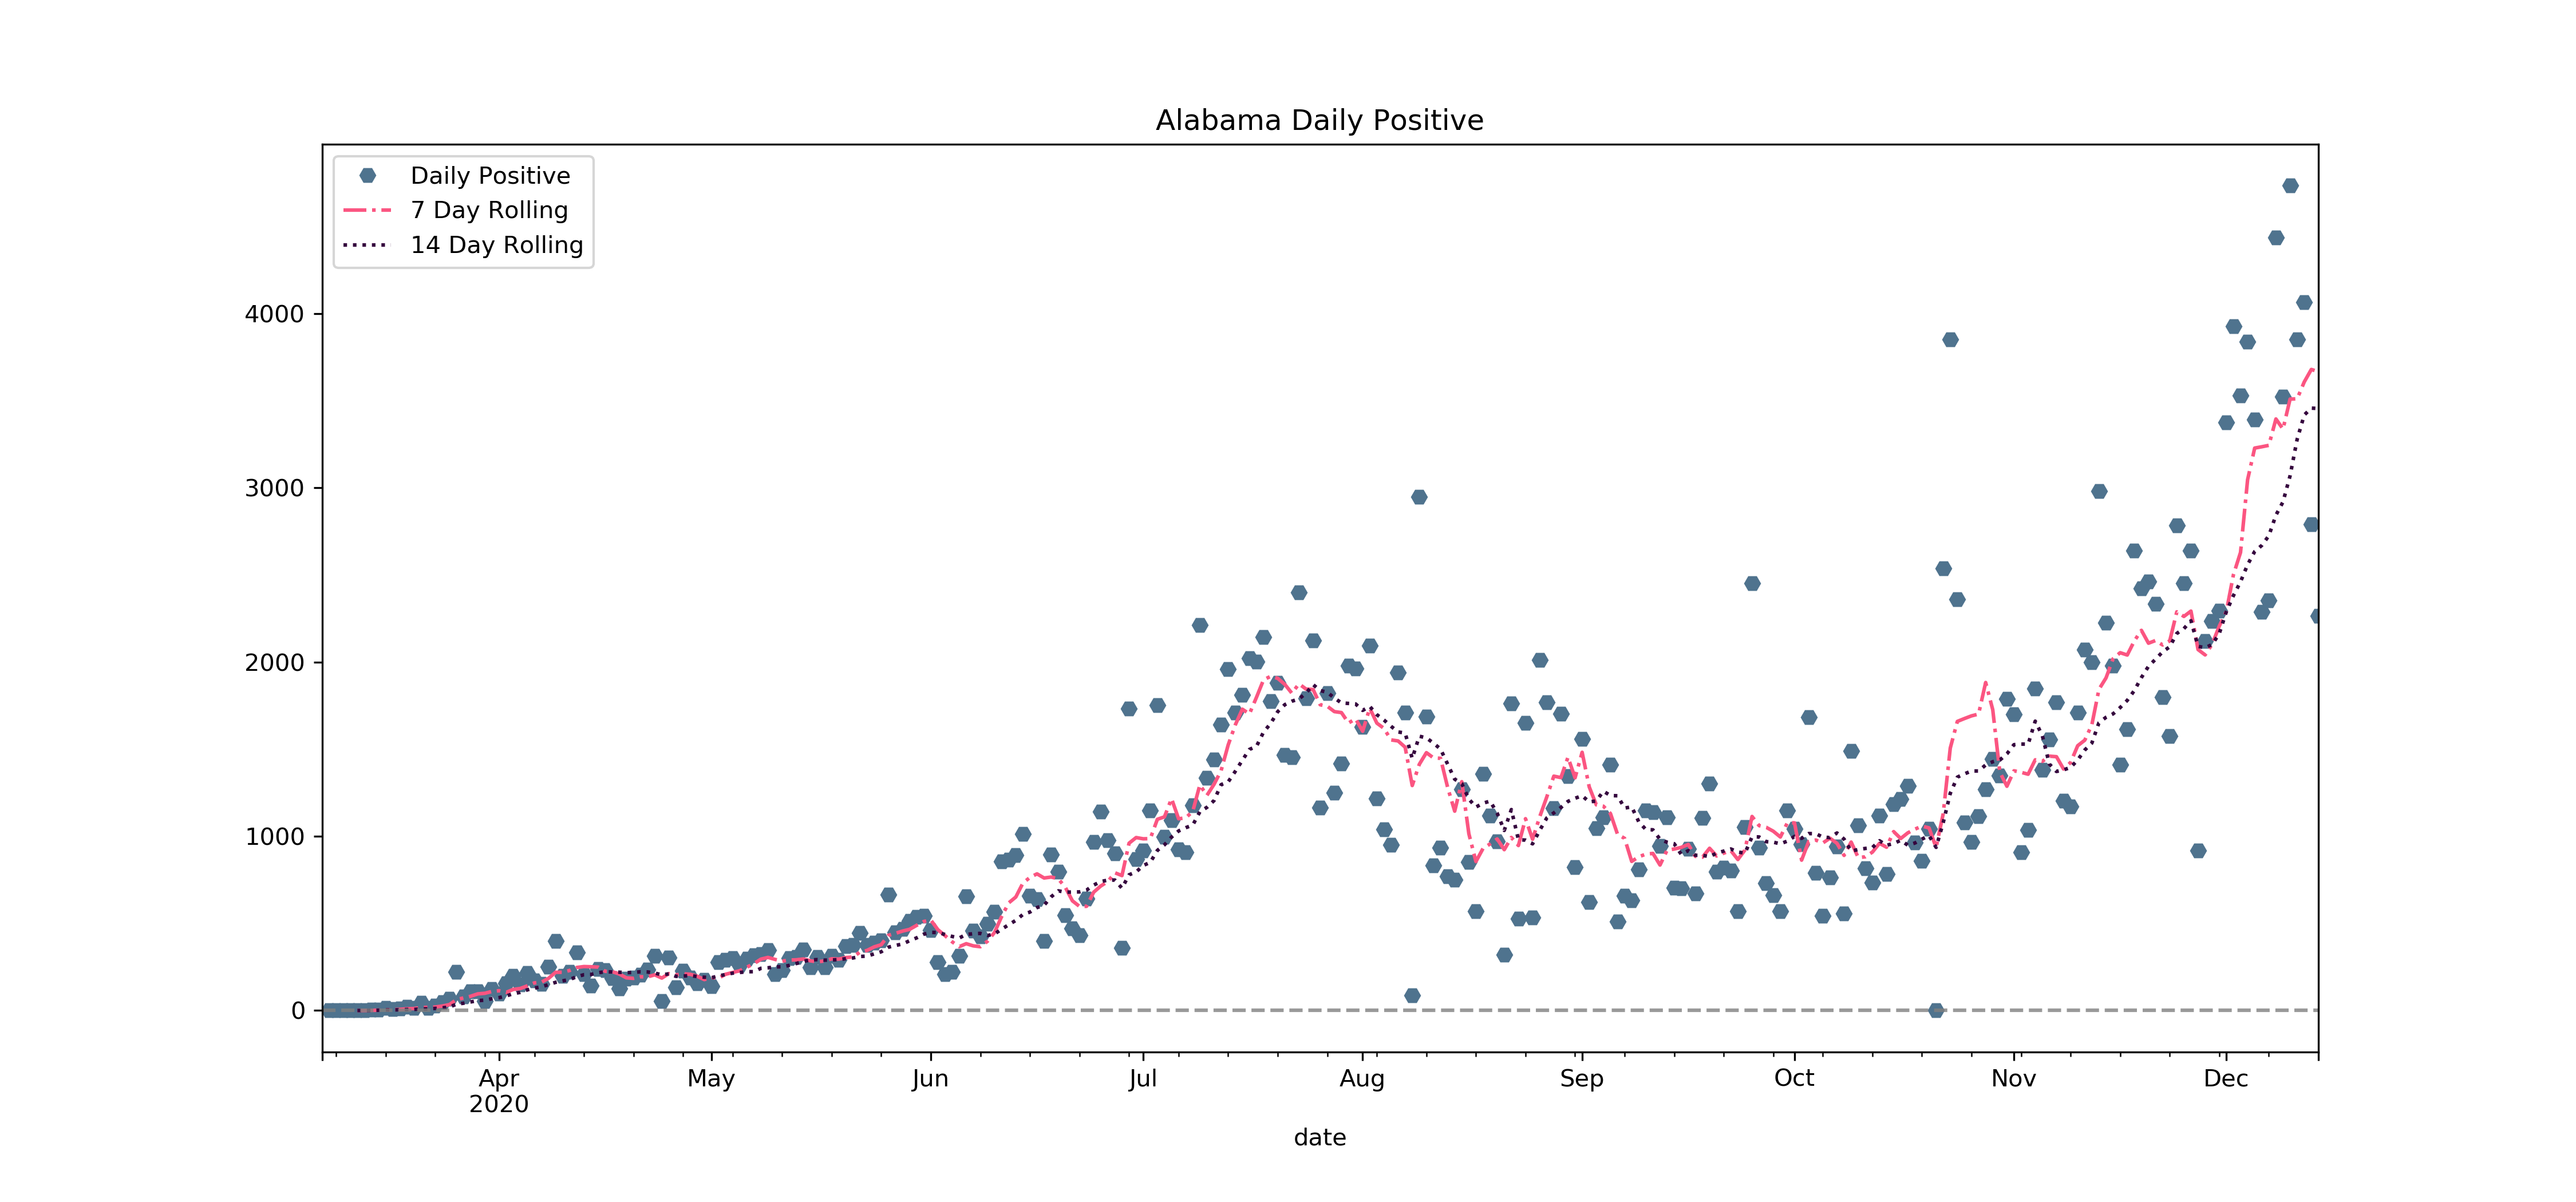 Alabama Daily Positive
Daily Positive
7 Day Rolling
14 Day Rolling
4000
3000
2000
1000
0
Apr May Jun Jul Aug Sep Oct Nov Dec
2020
date